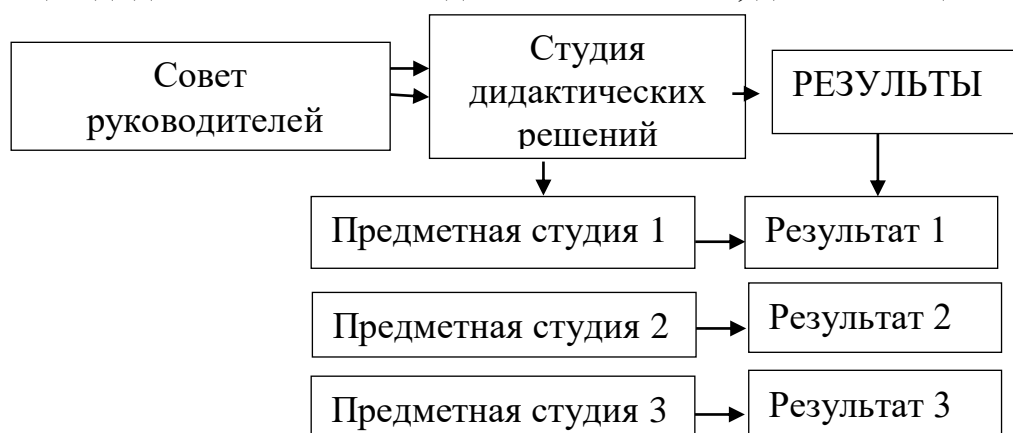 Совет
руководителей
Студия
дидактических
решений
РЕЗУЛЬТЫ
Предметная студия 1
Результат 1
Предметная студия 2
Результат 2
Предметная студия 3
Результат 3